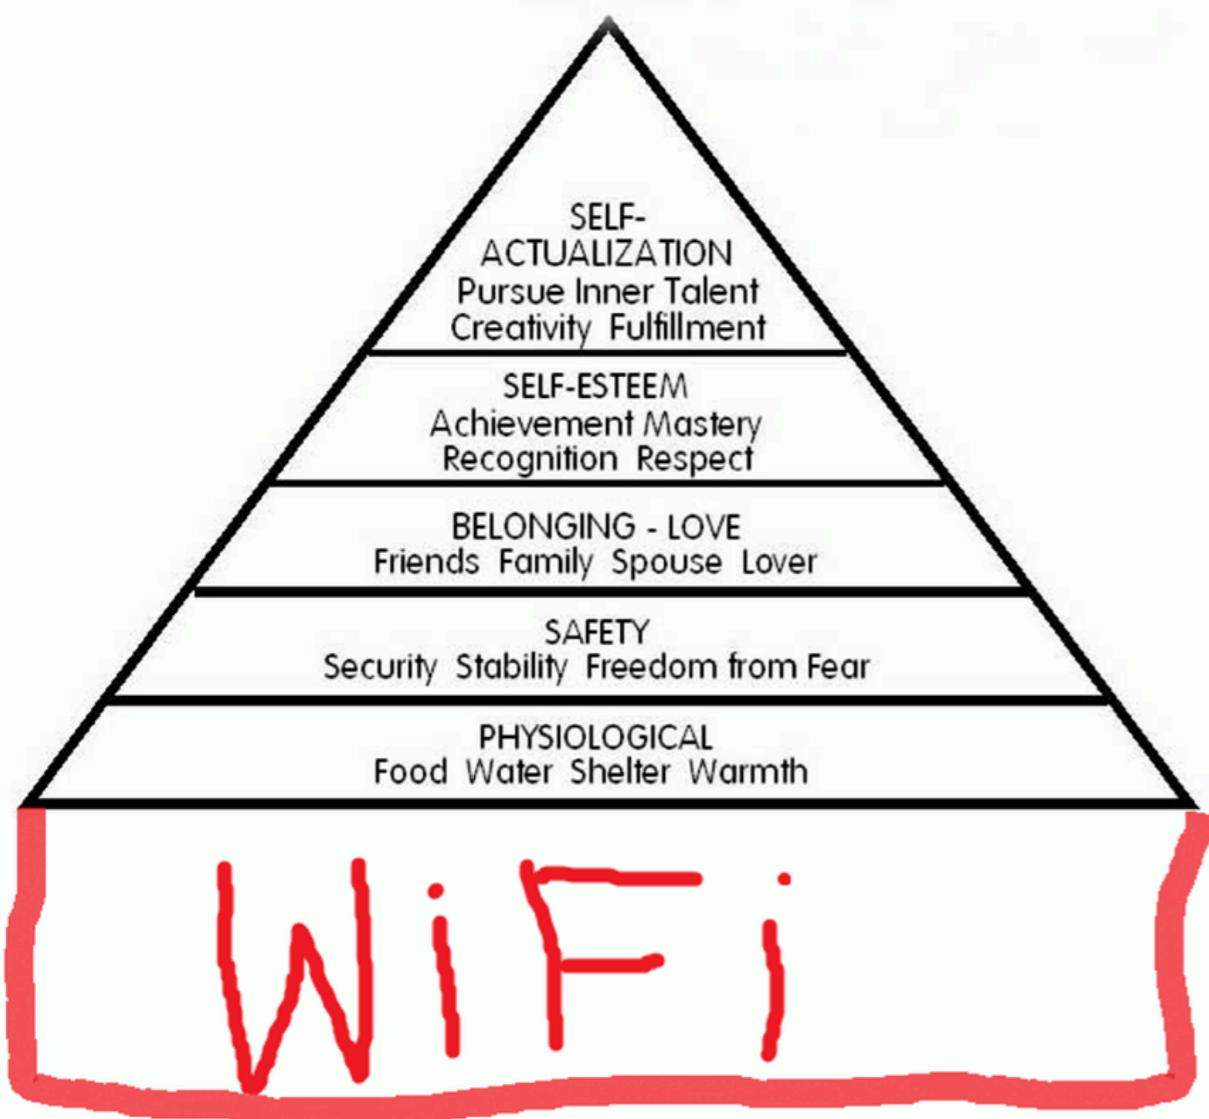 SELF-
ACTUALIZATION
Pursue Inner Talent
Creativity Fulfillment
SELF-ESTEEM
Achievement Mastery
Recognition Respect
BELONGING - LOVE
Friends Family Spouse Lover
SAFETY
Security Stability Freedom from Fear
PHYSIOLOGICAL
Food Water Shelter Warmth
WiFi